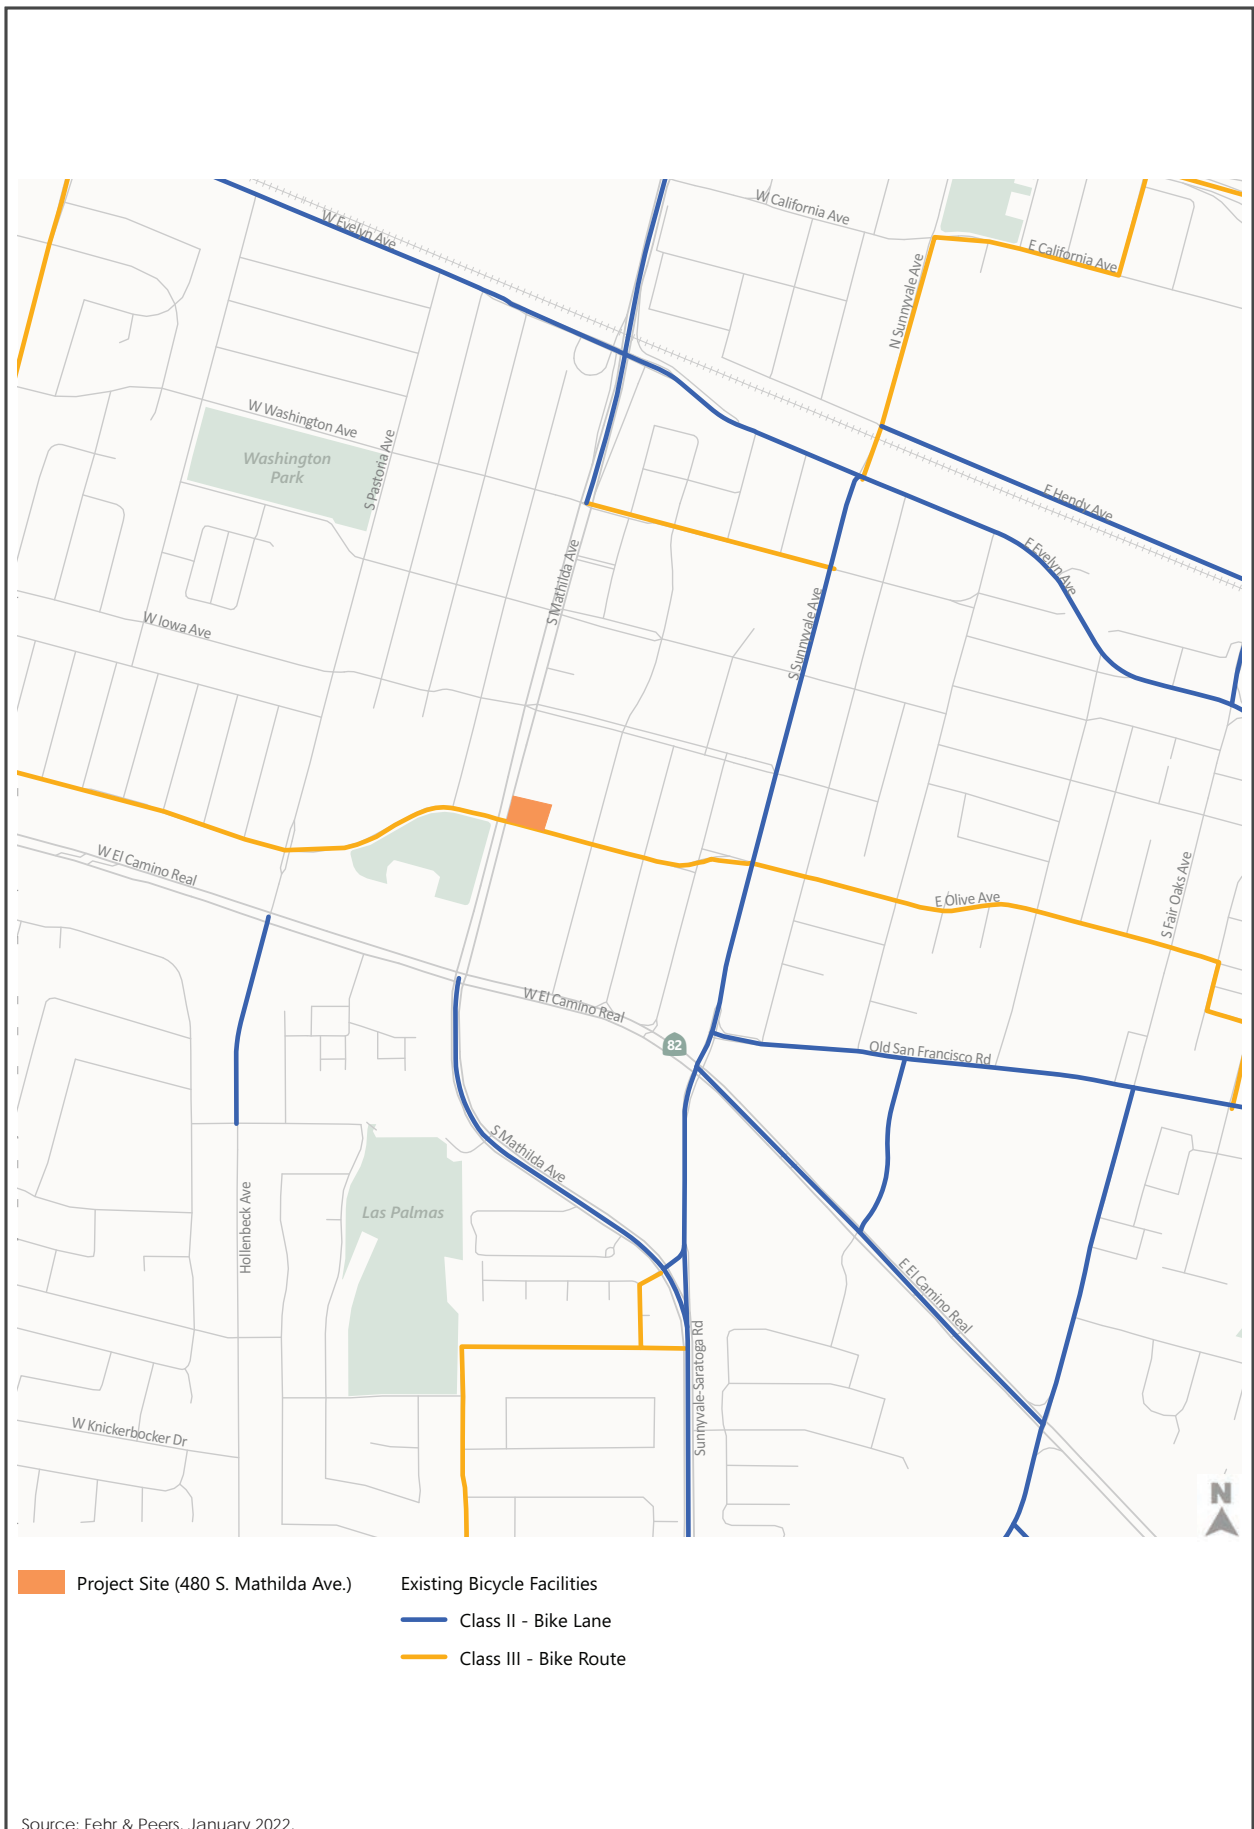 W California Ave
W Evelyn Ave
E California Ave
N Sunnyvale Ave
W Washington Ave
S Pastoria Ave
Washington
Park
E Hendy Ave
E Evelyn Ave
S Mathilda Ave
S Sunnyvale Ave
W Iowa Ave
W El Camino Real
E Olive Ave
S Fair Oaks Ave
W El Camino Real
82
Old San Francisco Rd
S Mathilda Ave
Las Palmas
Hollenbeck Ave
E El Camino Real
Sunnyvale-Saratoga Rd
W Knickerbocker Dr
N
Project Site (480 S. Mathilda Ave.)
Existing Bicycle Facilities
Class II - Bike Lane
Class III - Bike Route
Source: Fehr & Peers, January 2022.